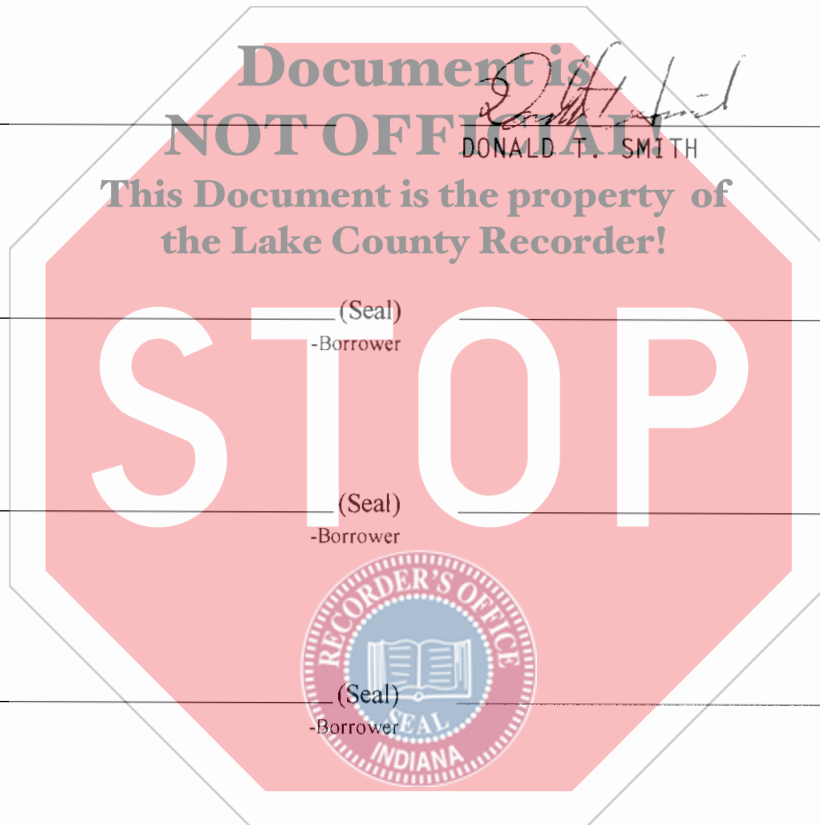 Document is
NOT OFFICIAL!
DONALD T. SMITH
This Document is the property of
the Lake County Recorder!
(Seal)
-Borrower
STOP
(Seal)
-Borrower
RECORDER'S OFFICE
(Seal)
-Borrower
SEAL
INDIANA